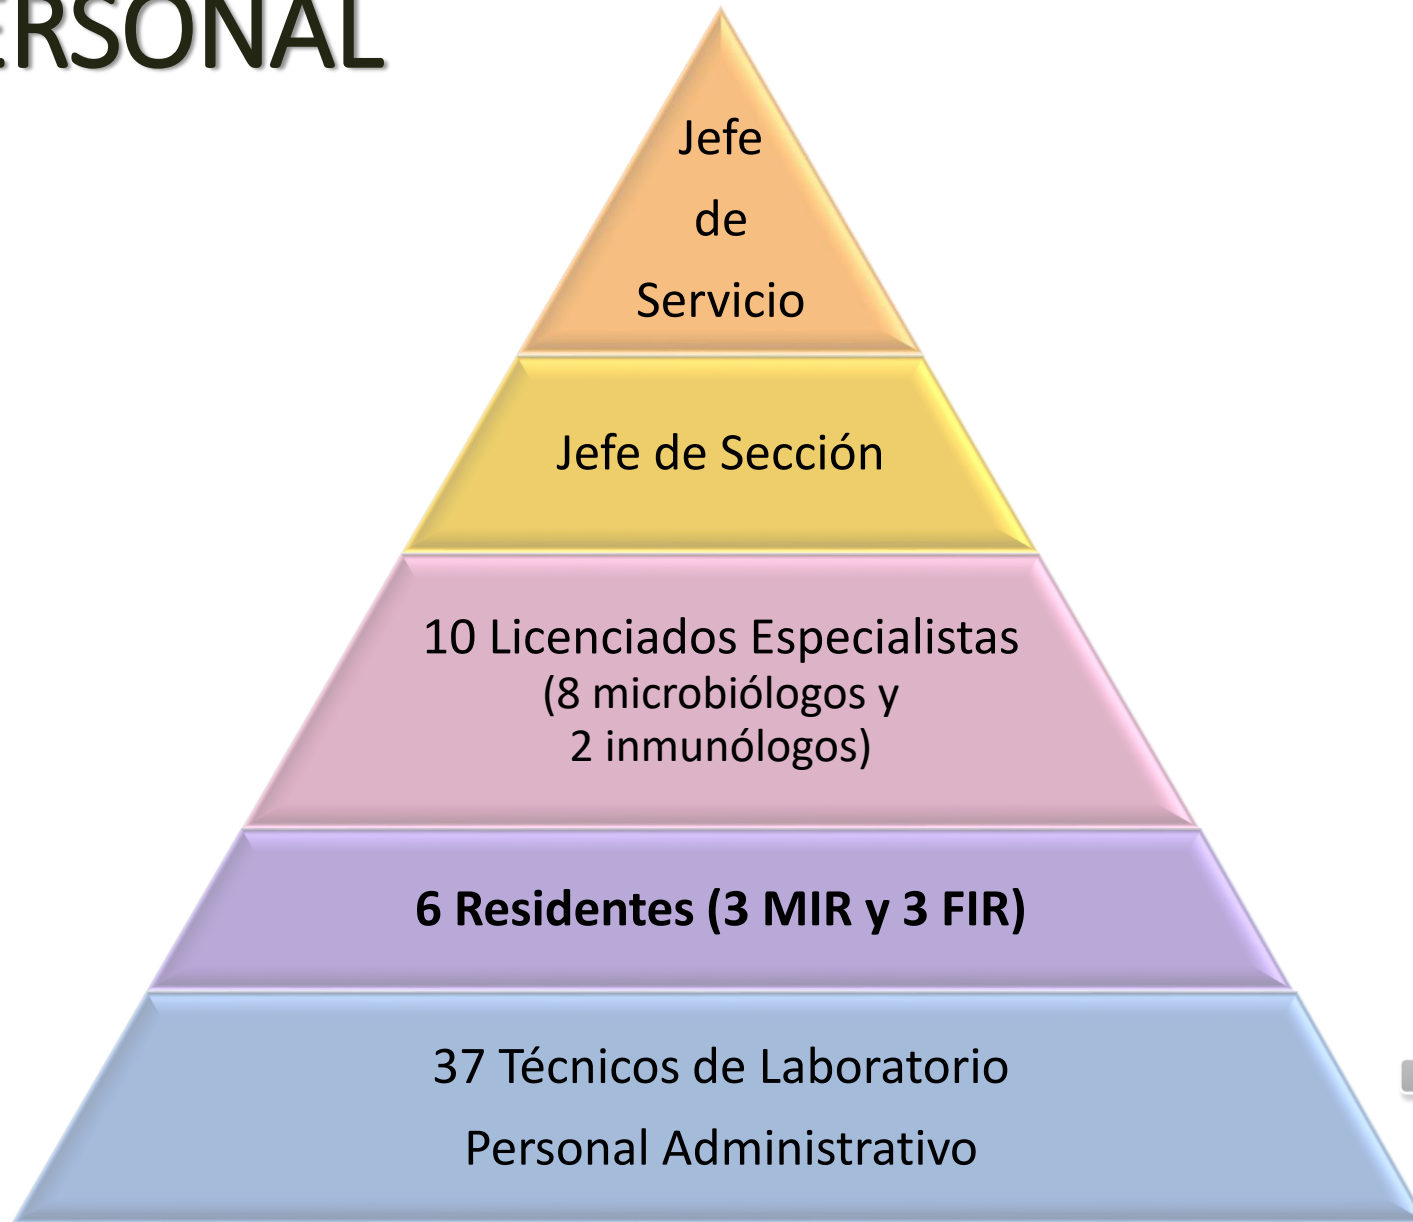 ERSONAL
Jefe
de
Servicio
Jefe de Sección
10 Licenciados Especialistas
(8 microbiólogos y
2 inmunólogos)
6 Residentes (3 MIR y 3 FIR)
37 Técnicos de Laboratorio
Personal Administrativo